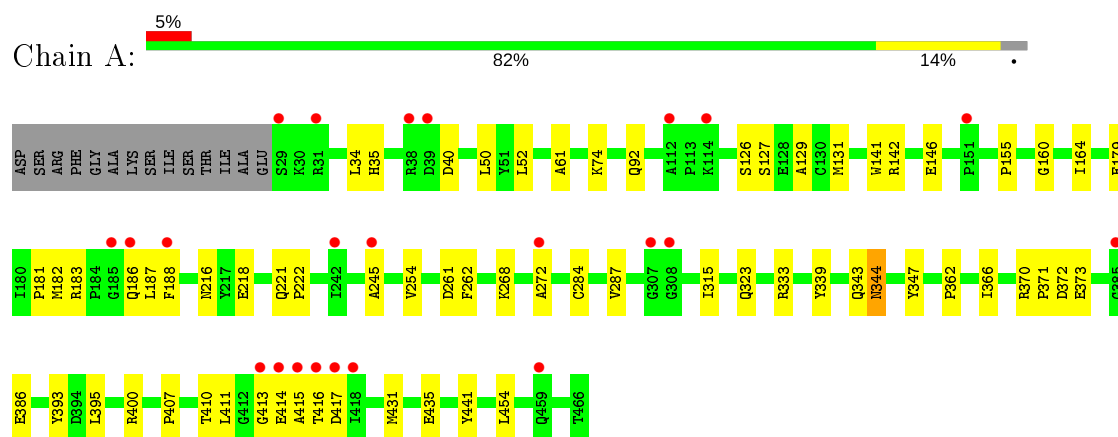 5%
Chain A:
82%
14%
•
ASP SER ARG PHE GLY ALA LYS SER ILE SER THR ILE ALA GLU S29 K30 R31 L34 H35 R38 D39 D40 L50 Y51 L52 A61 K74 Q92 A112 P113 K114 S126 S127 E128 A129 C130 M131 W141 R142 E146 P151 P155 G160 I164 E179
I180 P181 M182 R183 P184 G185 Q186 L187 F188 N216 Y217 E218 Q221 P222 I242 A245 V254 D261 F262 K268 A272 C284 V287 G307 G308 I315 Q323 R333 Y339 Q343 N344 Y347 P362 I366 R370 P371 D372 E373 G385
E386 Y393 D394 L395 R400 P407 T410 L411 G412 G413 E414 A415 T416 D417 I418 M431 E435 Y441 L454 Q459 T466